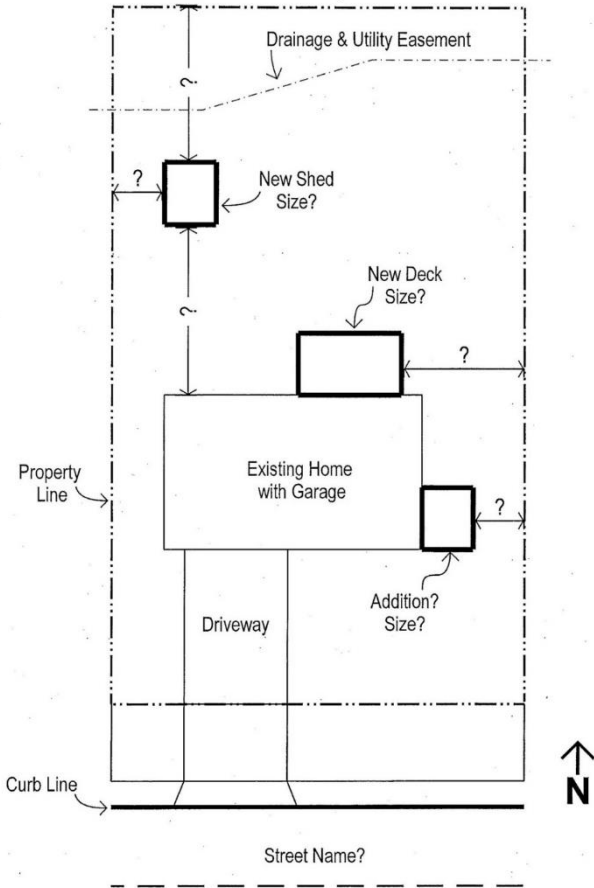 Drainage & Utility Easement
?
?
New Shed
Size?
?
New Deck
Size?
?
Existing Home
with Garage
Property
Line
?
Addition?
Size?
Driveway
Curb Line
N
Street Name?